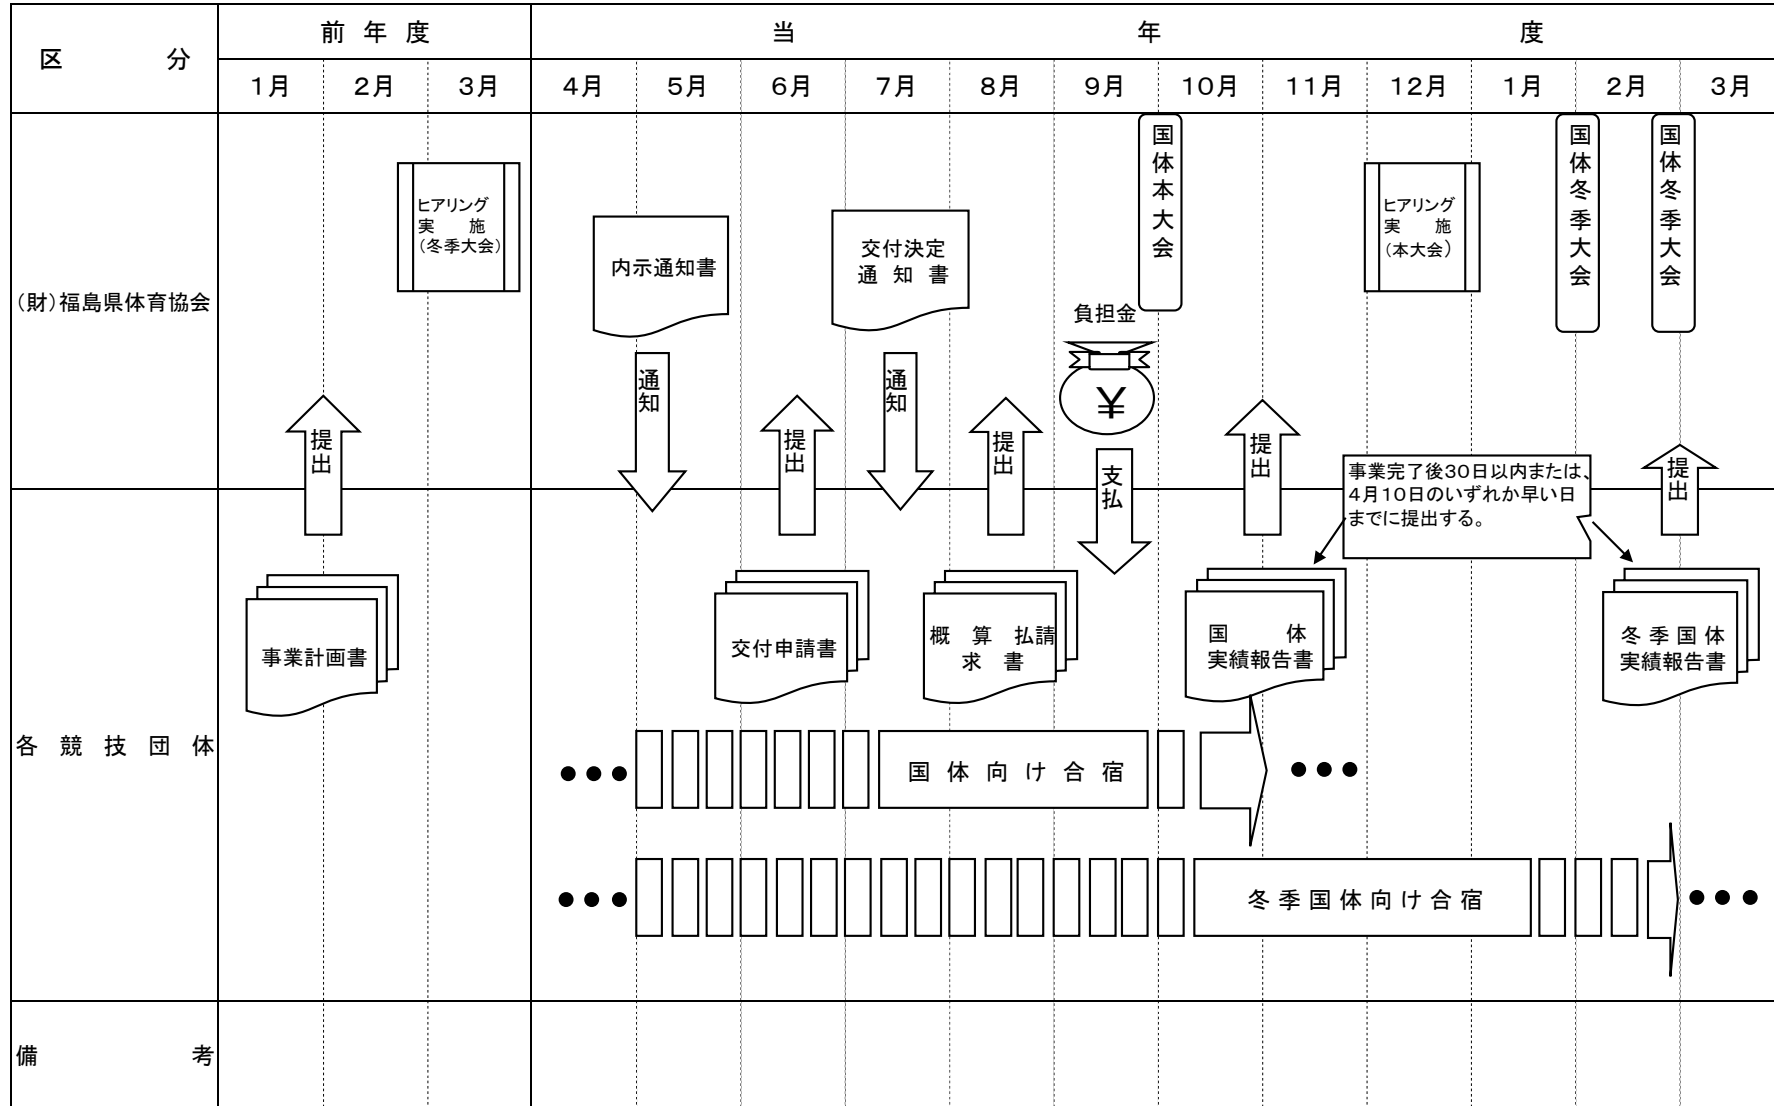 区　分
前 年 度
当　年　度
1月
2月
3月
4月
5月
6月
7月
8月
9月
10月
11月
12月
1月
2月
3月
(財)福島県体育協会
ヒアリング
実　施
(冬季大会)
内示通知書
交付決定
通 知 書
国体本大会
負担金
¥
ヒアリング
実　施
(本大会)
国体冬季大会
国体冬季大会
提出
通知
提出
通知
提出
支払
提出
事業完了後30日以内または、
4月10日のいずれか早い日
までに提出する。
提出
各 競 技 団 体
事業計画書
交付申請書
概 算 払請
求 書
国　体
実績報告書
冬 季 国 体
実績報告書
●●●
国 体 向 け 合 宿
●●●
●●●
冬 季 国 体 向 け 合 宿
●●●
備　考